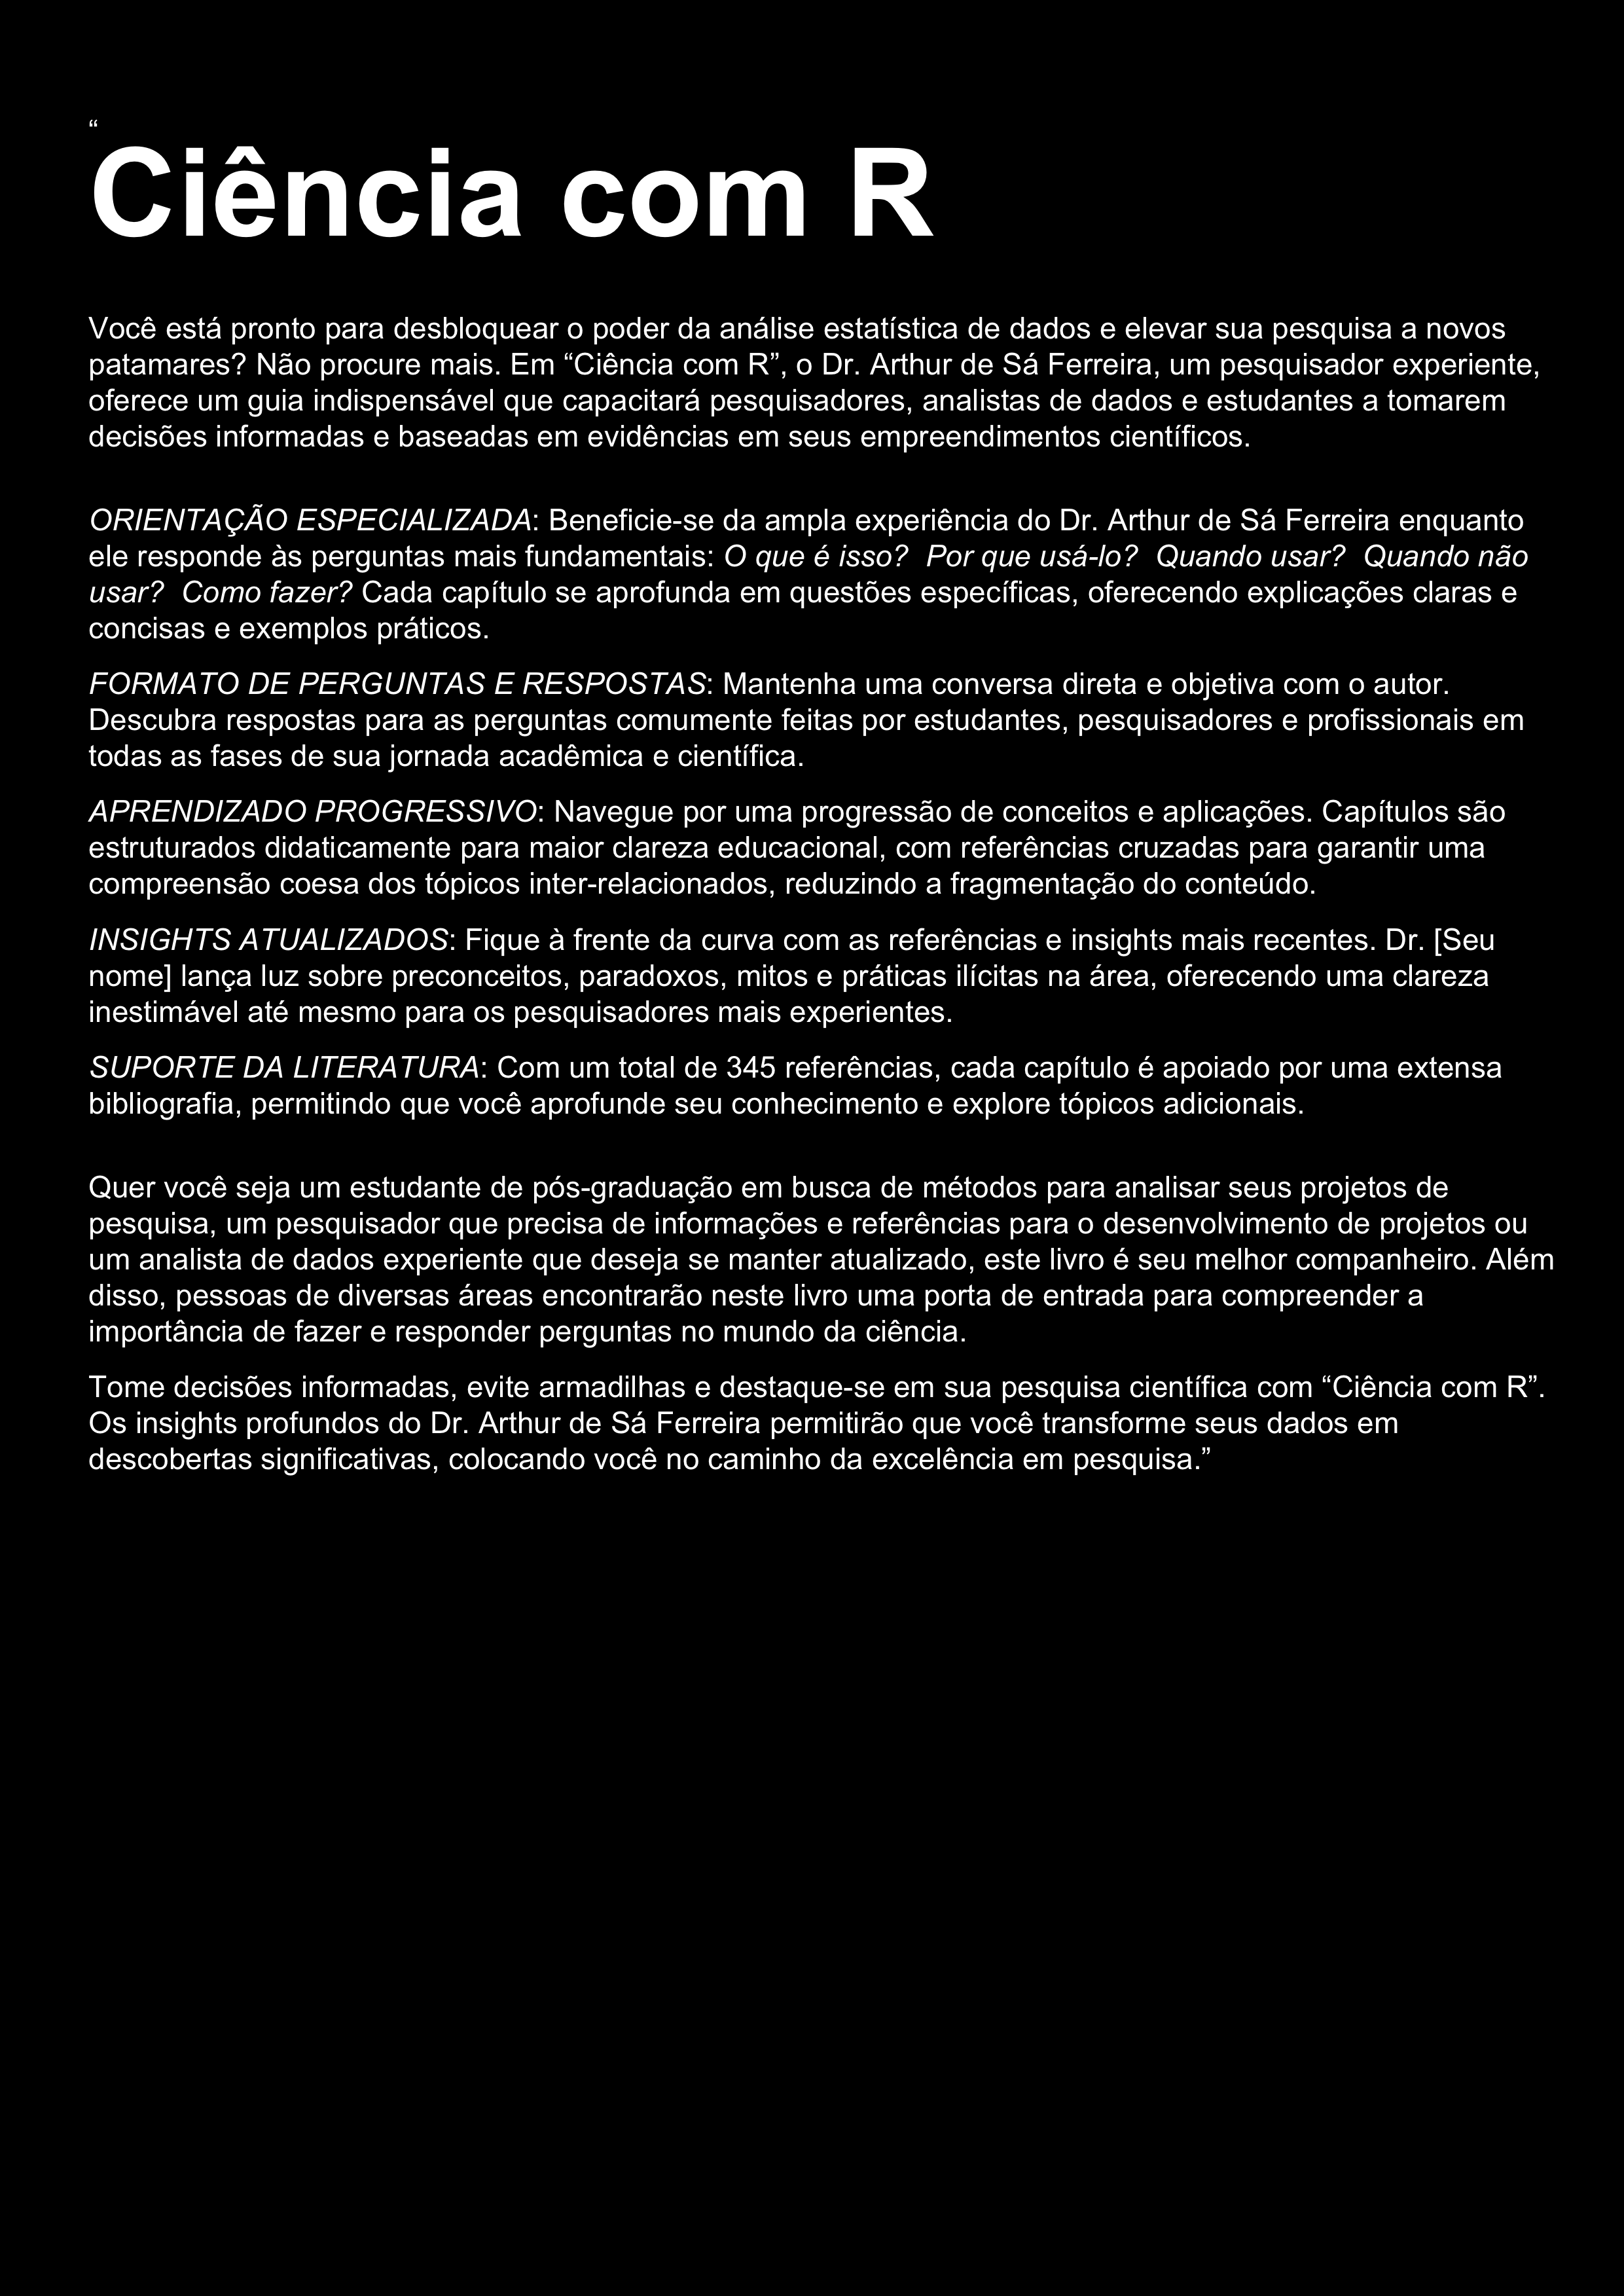 “
Ciência com R
Você está pronto para desbloquear o poder da análise estatística de dados e elevar sua pesquisa a novos
patamares? Não procure mais. Em “Ciência com R”, o Dr. Arthur de Sá Ferreira, um pesquisador experiente,
oferece um guia indispensável que capacitará pesquisadores, analistas de dados e estudantes a tomarem
decisões informadas e baseadas em evidências em seus empreendimentos científicos.
ORIENTAÇÃO ESPECIALIZADA: Beneficie-se da ampla experiência do Dr. Arthur de Sá Ferreira enquanto
ele responde às perguntas mais fundamentais: O que é isso? Por que usá-lo? Quando usar? Quando não
usar? Como fazer? Cada capítulo se aprofunda em questões específicas, oferecendo explicações claras e
concisas e exemplos práticos.
FORMATO DE PERGUNTAS E RESPOSTAS: Mantenha uma conversa direta e objetiva com o autor.
Descubra respostas para as perguntas comumente feitas por estudantes, pesquisadores e profissionais em
todas as fases de sua jornada acadêmica e científica.
APRENDIZADO PROGRESSIVO: Navegue por uma progressão de conceitos e aplicações. Capítulos são
estruturados didaticamente para maior clareza educacional, com referências cruzadas para garantir uma
compreensão coesa dos tópicos inter-relacionados, reduzindo a fragmentação do conteúdo.
INSIGHTS ATUALIZADOS: Fique à frente da curva com as referências e insights mais recentes. Dr. [Seu
nome] lança luz sobre preconceitos, paradoxos, mitos e práticas ilícitas na área, oferecendo uma clareza
inestimável até mesmo para os pesquisadores mais experientes.
SUPORTE DA LITERATURA: Com um total de 345 referências, cada capítulo é apoiado por uma extensa
bibliografia, permitindo que você aprofunde seu conhecimento e explore tópicos adicionais.
Quer você seja um estudante de pós-graduação em busca de métodos para analisar seus projetos de
pesquisa, um pesquisador que precisa de informações e referências para o desenvolvimento de projetos ou
um analista de dados experiente que deseja se manter atualizado, este livro é seu melhor companheiro. Além
disso, pessoas de diversas áreas encontrarão neste livro uma porta de entrada para compreender a
importância de fazer e responder perguntas no mundo da ciência.
Tome decisões informadas, evite armadilhas e destaque-se em sua pesquisa científica com “Ciência com R”.
Os insights profundos do Dr. Arthur de Sá Ferreira permitirão que você transforme seus dados em
descobertas significativas, colocando você no caminho da excelência em pesquisa.”